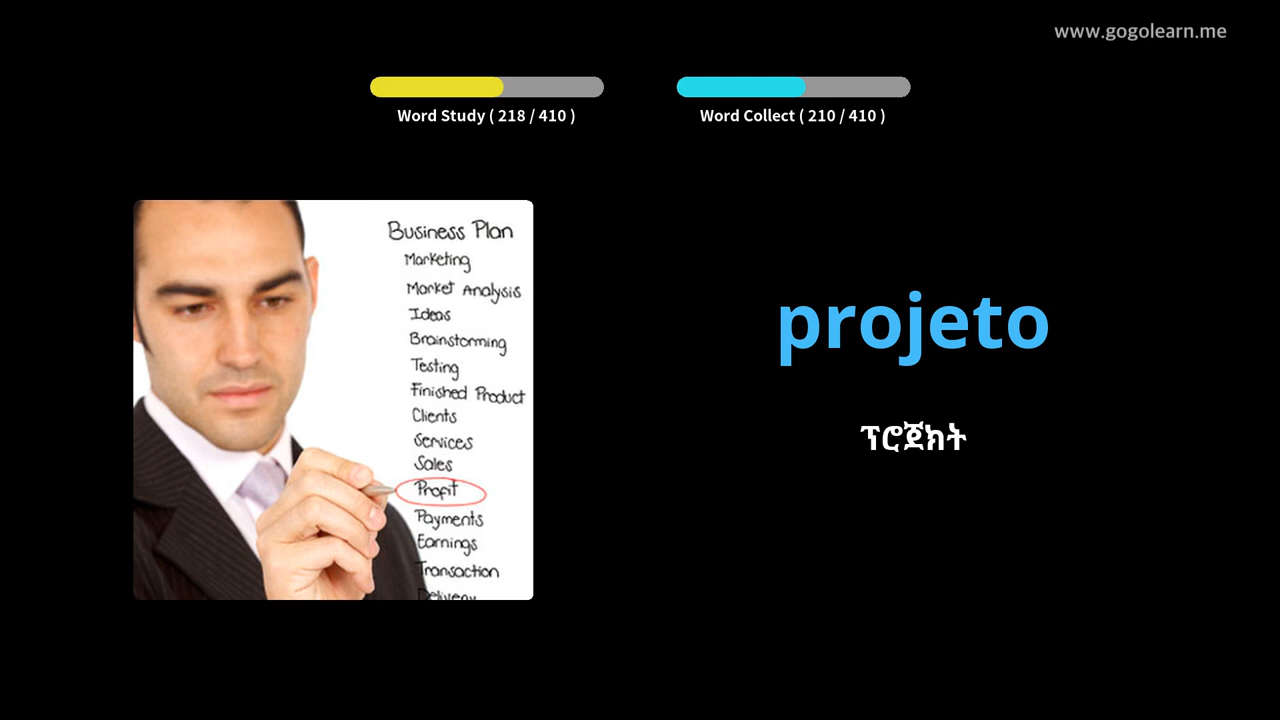 www.gogolearn.me
Word Study ( 218 / 410 )
Word Collect ( 210 / 410 )
Business Plan
Marketing
Market Analysis
Ideas
Brainstorming
Testing
Finished Product
Clients
Services
Sales
Profit
Payments
Earnings
Transaction
Delivery
projeto
ፕሮጀክት